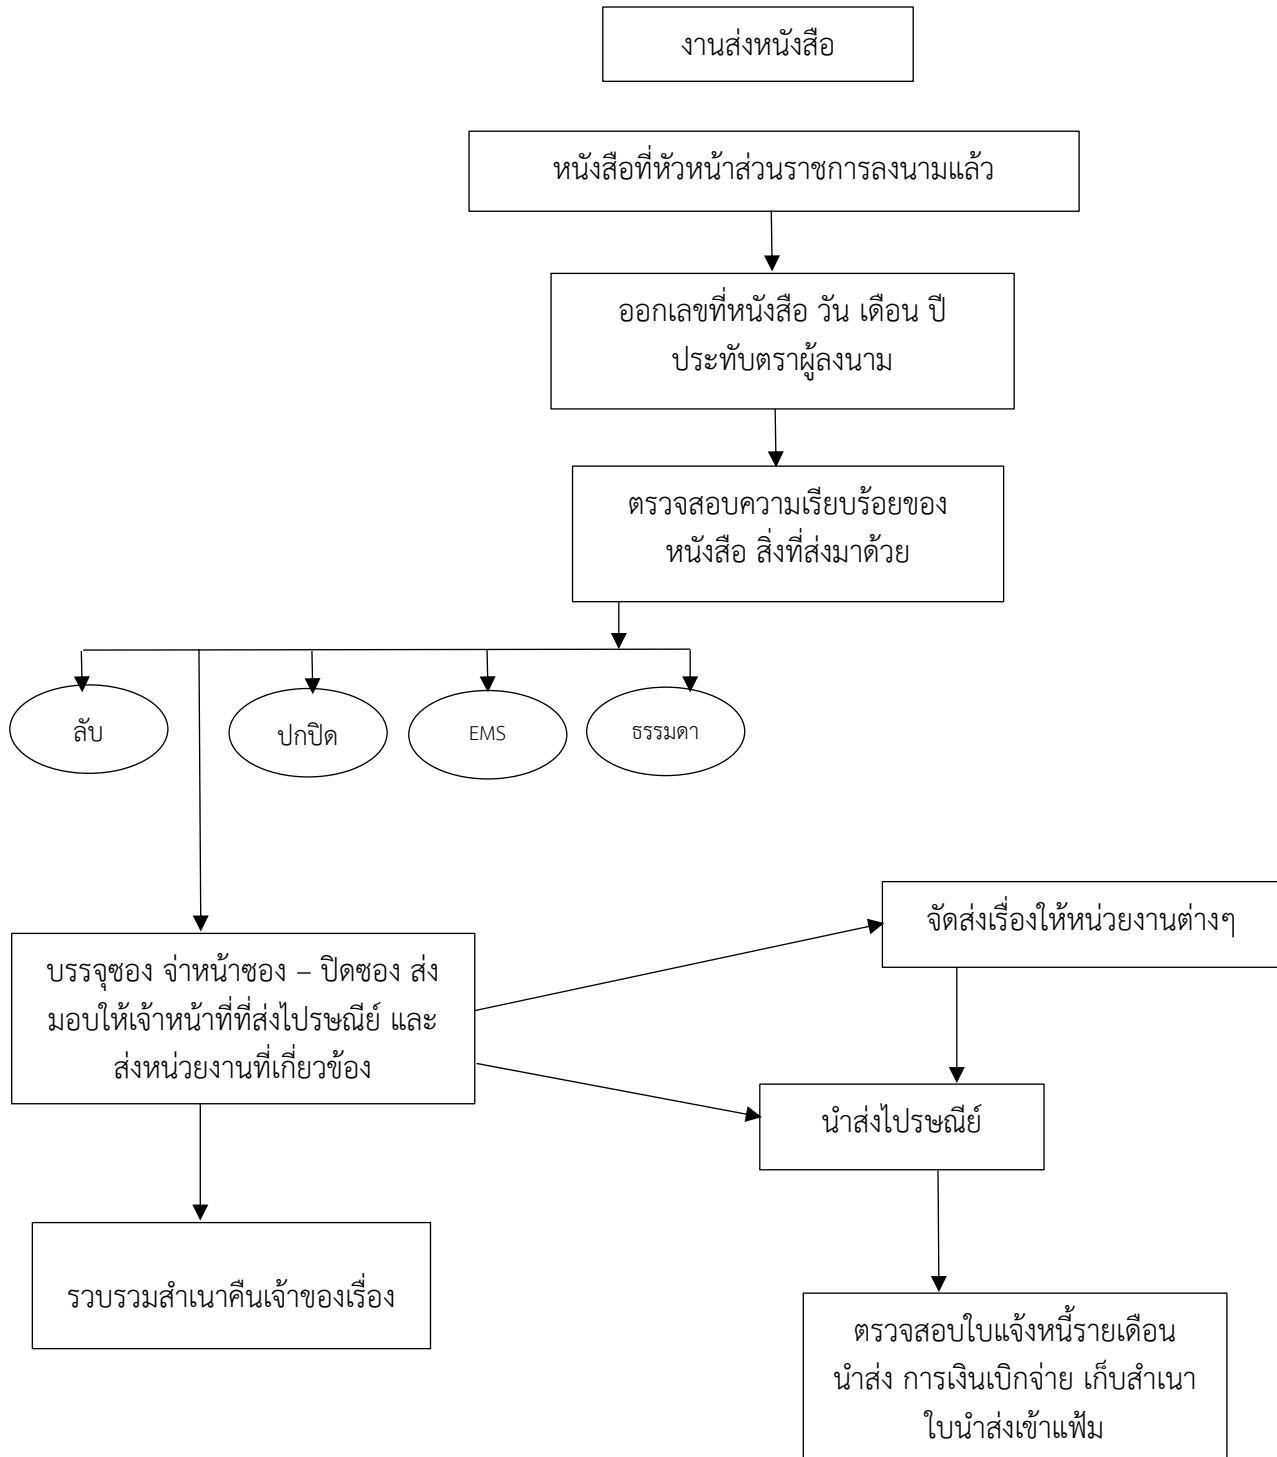 งานส่งหนังสือ
หนังสือที่หัวหน้าส่วนราชการลงนามแล้ว
ออกเลขที่หนังสือ วัน เดือน ปี
ประทับตราผู้ลงนาม
ตรวจสอบความเรียบร้อยของ
หนังสือ สิ่งที่ส่งมาด้วย
ลับ
ปกปิด
EMS
ธรรมดา
จัดส่งเรื่องให้หน่วยงานต่างๆ
บรรจุซอง จ่าหน้าซอง – ปิดซอง ส่ง
มอบให้เจ้าหน้าที่ที่ส่งไปรษณีย์ และ
ส่งหน่วยงานที่เกี่ยวข้อง
นำส่งไปรษณีย์
รวบรวมสำเนาคืนเจ้าของเรื่อง
ตรวจสอบใบแจ้งหนี้รายเดือน
นำส่ง การเงินเบิกจ่าย เก็บสำเนา
ใบนำส่งเข้าแฟ้ม